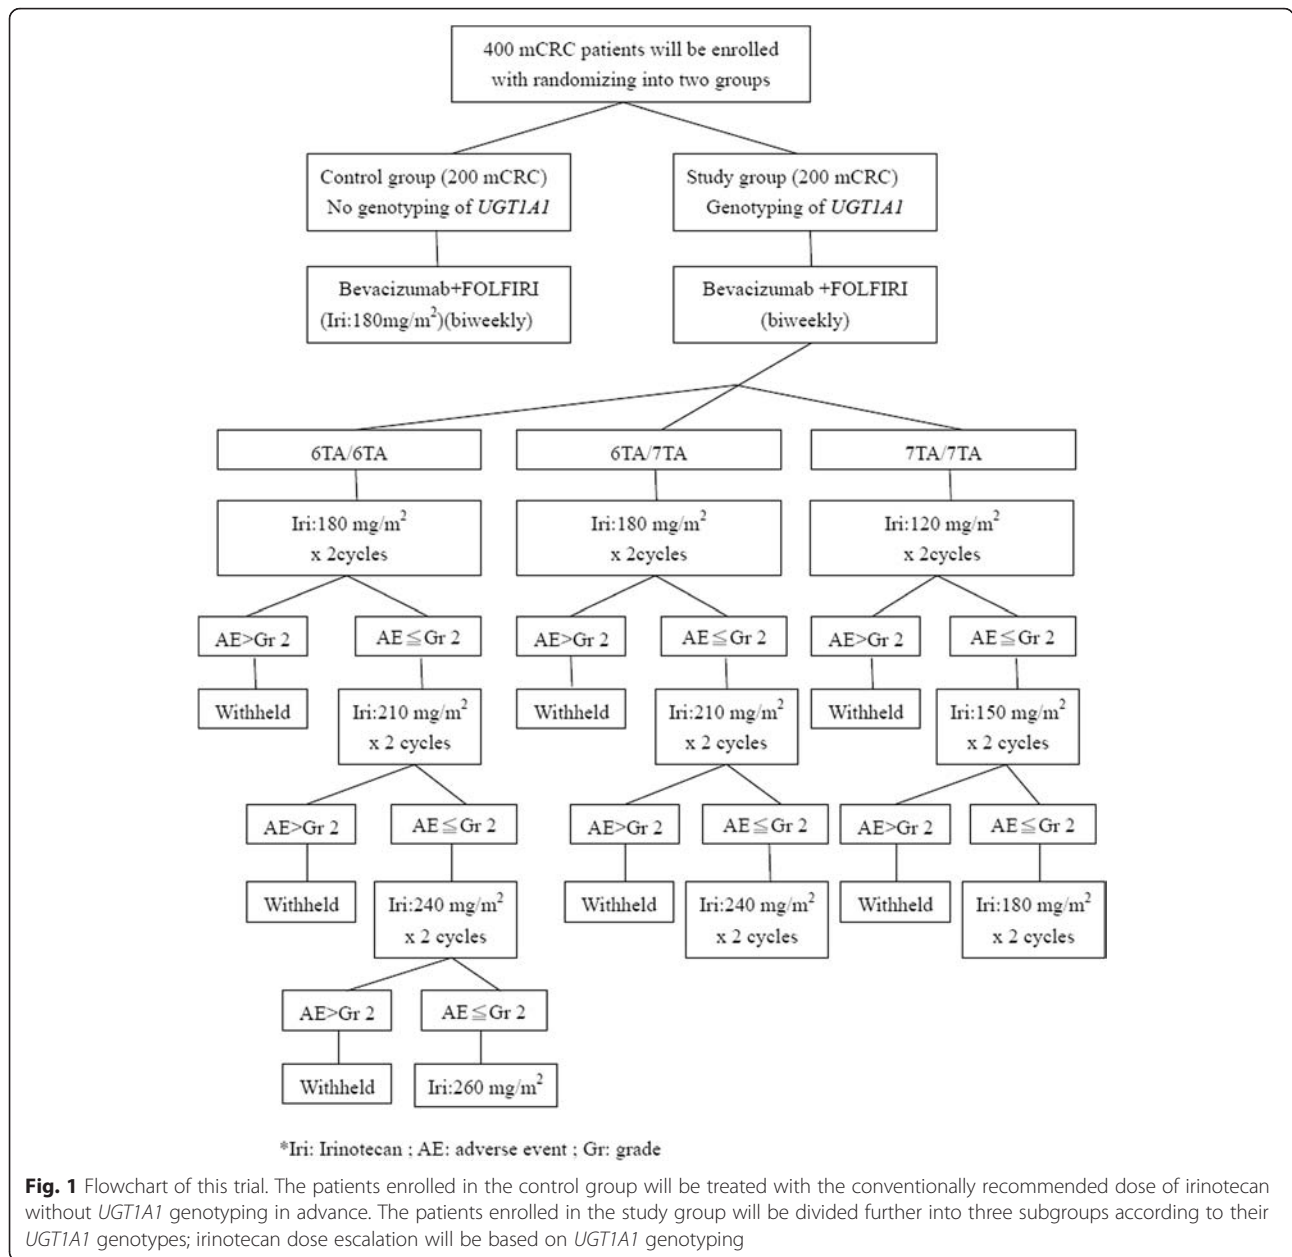 400 mCRC patients will be enrolled
with randomizing into two groups
Control group (200 mCRC)
No genotyping of UGT1A1
Study group (200 mCRC)
Genotyping of UGT1A1
Bevacizumab+FOLFIRI
(Iri:180mg/m²)(biweekly)
Bevacizumab +FOLFIRI
(biweekly)
6TA/6TA
6TA/7TA
7TA/7TA
Iri:180 mg/m²
x 2cycles
Iri:180 mg/m²
x 2cycles
Iri:120 mg/m²
x 2cycles
AE>Gr 2
AE≦Gr 2
AE>Gr 2
AE≦Gr 2
AE>Gr 2
AE≦Gr 2
Withheld
Iri:210 mg/m²
x 2 cycles
Withheld
Iri:210 mg/m²
x 2 cycles
Withheld
Iri:150 mg/m²
x 2 cycles
AE>Gr 2
AE≦Gr 2
AE>Gr 2
AE≦Gr 2
AE>Gr 2
AE≦Gr 2
Withheld
Iri:240 mg/m²
x 2 cycles
Withheld
Iri:240 mg/m²
x 2 cycles
Withheld
Iri:180 mg/m²
x 2 cycles
AE>Gr 2
AE≦Gr 2
Withheld
Iri:260 mg/m²
*Iri: Irinotecan ; AE: adverse event ; Gr: grade
Fig. 1 Flowchart of this trial. The patients enrolled in the control group will be treated with the conventionally recommended dose of irinotecan
without UGT1A1 genotyping in advance. The patients enrolled in the study group will be divided further into three subgroups according to their
UGT1A1 genotypes; irinotecan dose escalation will be based on UGT1A1 genotyping